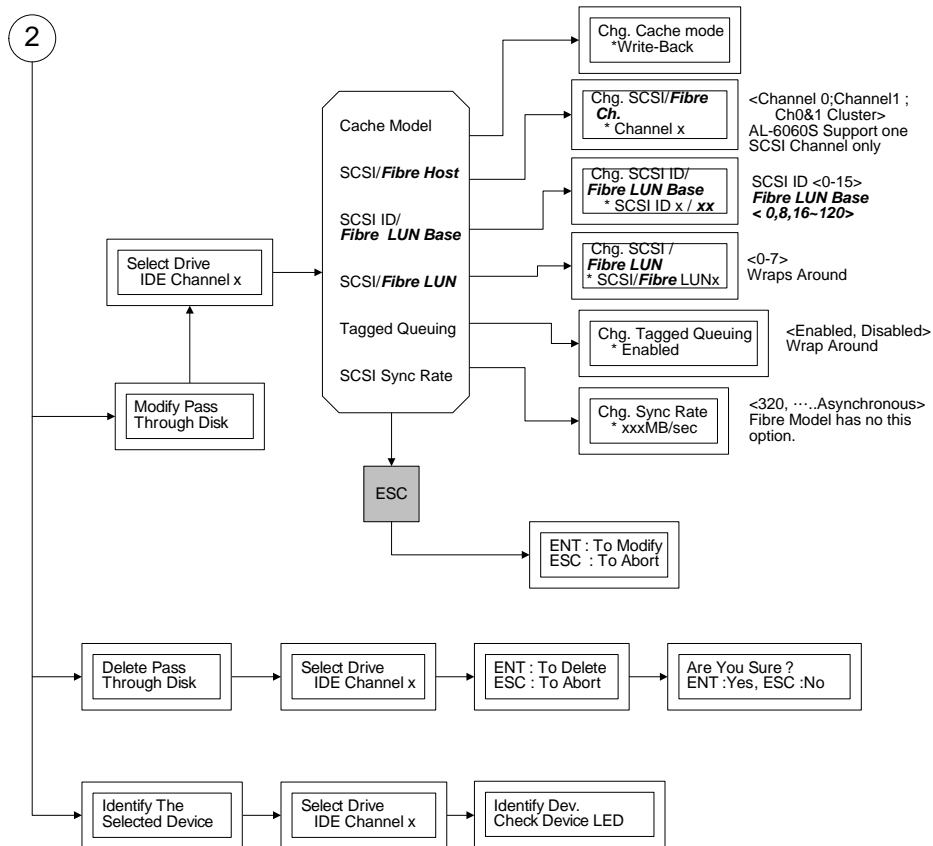 2
Chg. Cache mode
*Write-Back
Cache Model
SCSI/Fibre Host
SCSI ID/
Fibre LUN Base
SCSI/Fibre LUN
Tagged Queuing
SCSI Sync Rate
Chg. SCSI/Fibre
Ch.
* Channel x
<Channel 0;Channel1 ;
Ch0&1 Cluster>
AL-6060S Support one
SCSI Channel only
Chg. SCSI ID/
Fibre LUN Base
* SCSI ID x / xx
SCSI ID <0-15>
Fibre LUN Base
< 0,8,16~120>
Chg. SCSI /
Fibre LUN
* SCSI/Fibre LUNx
<0-7>
Wraps Around
Chg. Tagged Queuing
* Enabled
<Enabled, Disabled>
Wrap Around
Chg. Sync Rate
* xxxMB/sec
<320, ⋯..Asynchronous>
Fibre Model has no this
option.
Select Drive
IDE Channel x
Modify Pass
Through Disk
ESC
ENT : To Modify
ESC : To Abort
Delete Pass
Through Disk
Select Drive
IDE Channel x
ENT : To Delete
ESC : To Abort
Are You Sure ?
ENT :Yes, ESC :No
Identify The
Selected Device
Select Drive
IDE Channel x
Identify Dev.
Check Device LED